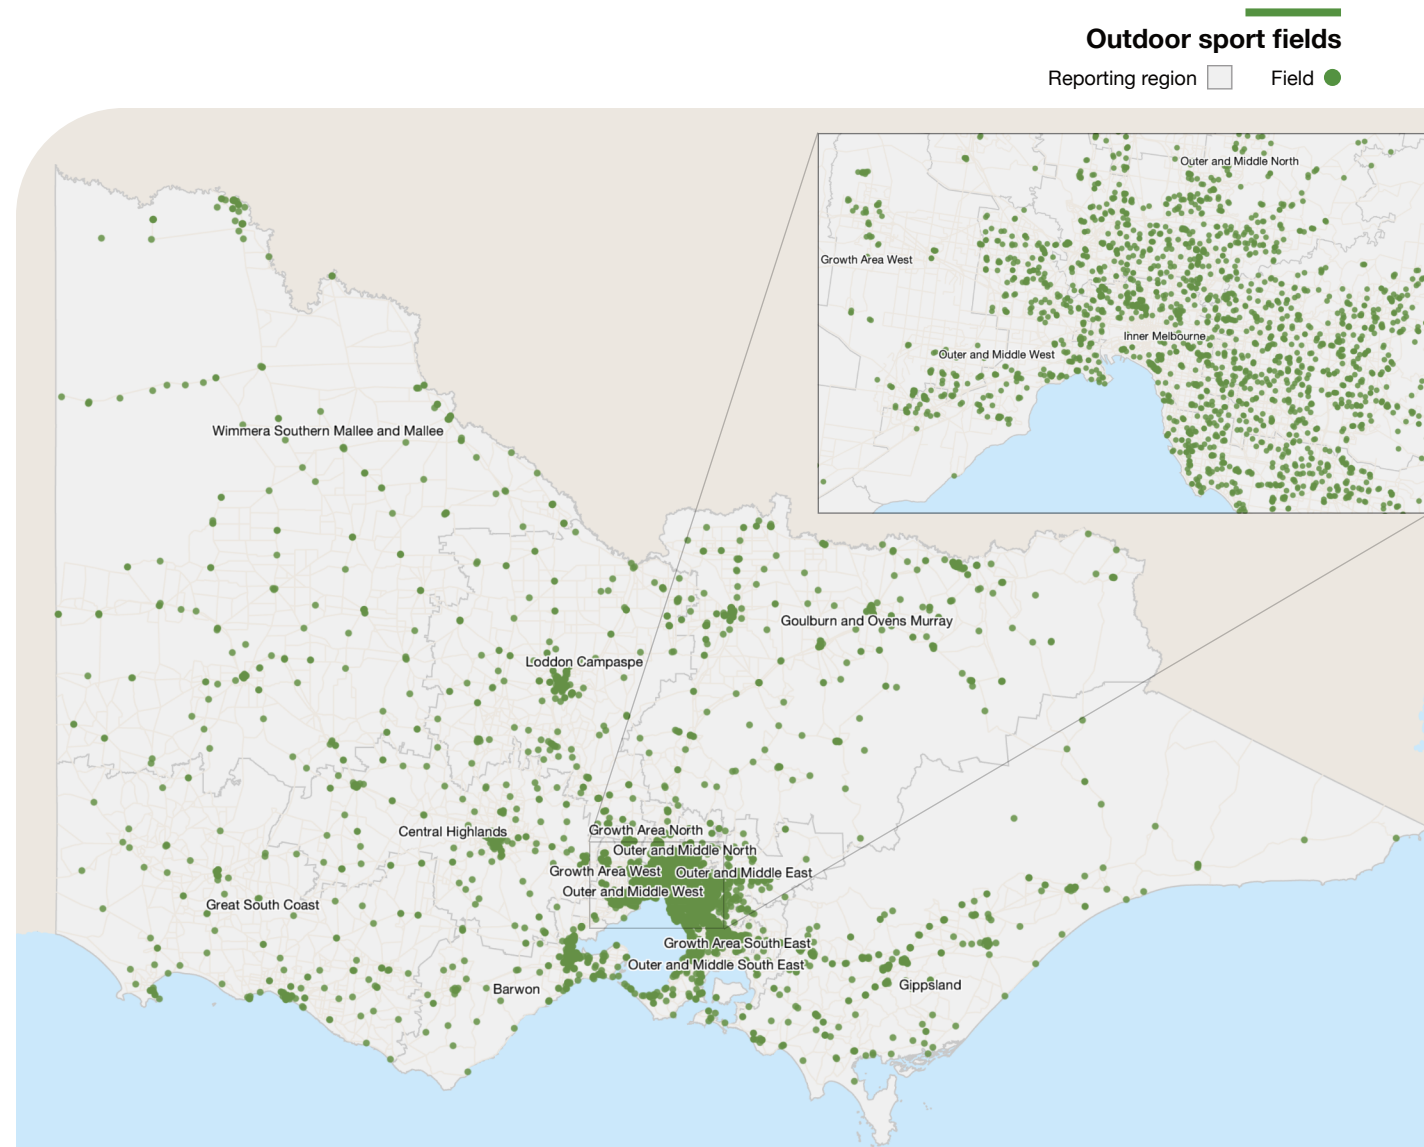 Outdoor sport fields
Reporting region
Field
Outer and Middle North
Growth Area West
Inner Melbourne
Outer and Middle West
Wimmera Southern Mallee and Mallee
Goulburn and Ovens Murray
Loddon Campaspe
Central Highlands
Growth Area North
Outer and Middle North
Growth Area West
Outer and Middle East
Outer and Middle West
Great South Coast
Growth Area South East
Outer and Middle South East
Barwon
Gippsland